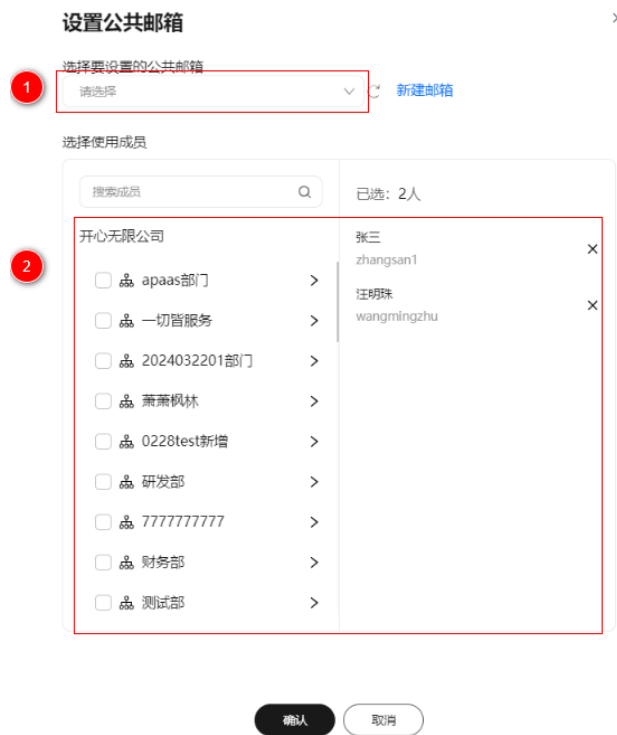 设置公共邮箱
选择要设置的公共邮箱
1
请选择
新建邮箱
选择使用成员
搜索成员
已选：2人
2
开心无限公司
apaas部门
一切皆服务
2024032201部门
萧萧枫林
0228test新增
研发部
7777777777
财务部
测试部
张三
zhangsan1
汪明珠
wangmingzhu
确认
取消